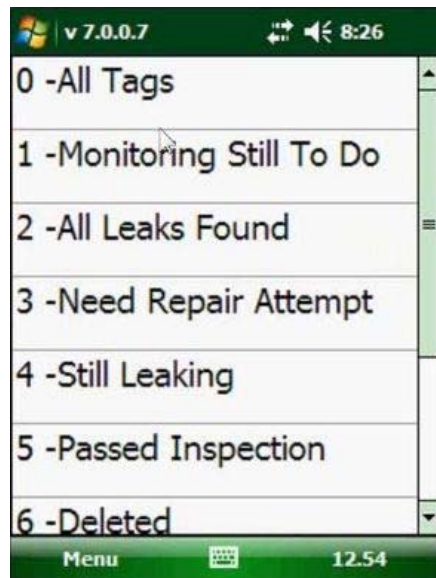 v 7.0.0.7 8:26
0 -All Tags
1 -Monitoring Still To Do
2 -All Leaks Found
3 -Need Repair Attempt
4 -Still Leaking
5 -Passed Inspection
6 -Deleted
Menu 12.54